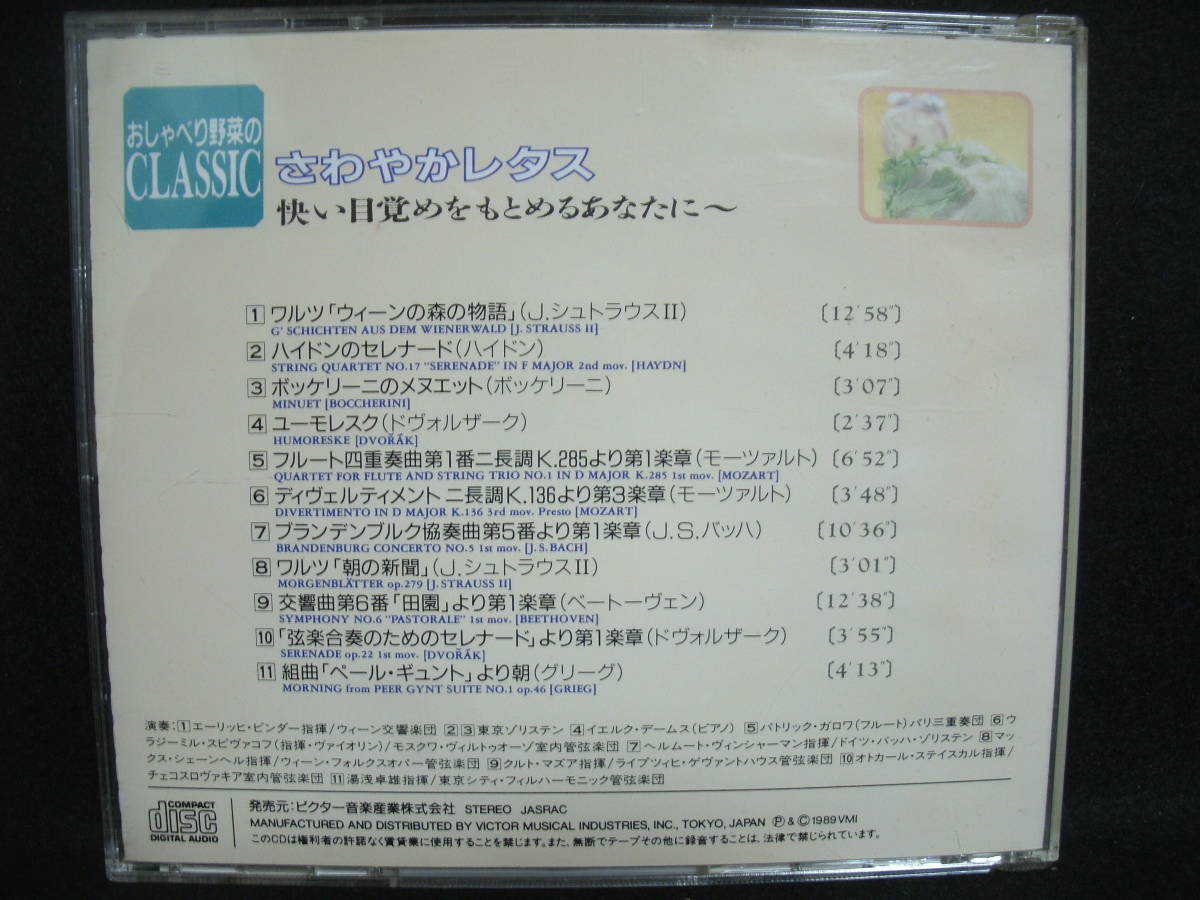 おしゃべり野菜の
CLASSIC
さわやかレタス
快い目覚めをもとめるあなたに〜
1 ワルツ「ウィーンの森の物語」(J.シュトラウスII) 〔12′58″〕
G' SCHICHTEN AUS DEM WIENERWALD [J. STRAUSS II]
2 ハイドンのセレナード(ハイドン) 〔4′18″〕
STRING QUARTET NO.17 "SERENADE" IN F MAJOR 2nd mov. [HAYDN]
3 ボッケリーニのメヌエット(ボッケリーニ) 〔3′07″〕
MINUET [BOCCHERINI]
4 ユーモレスク(ドヴォルザーク) 〔2′37″〕
HUMORESKE [DVOŘÁK]
5 フルート四重奏曲第1番ニ長調K.285より第1楽章(モーツァルト) 〔6′52″〕
QUARTET FOR FLUTE AND STRING TRIO NO.1 IN D MAJOR K.285 1st mov. [MOZART]
6 ディヴェルティメント ニ長調K.136より第3楽章(モーツァルト) 〔3′48″〕
DIVERTIMENTO IN D MAJOR K.136 3rd mov. Presto [MOZART]
7 ブランデンブルク協奏曲第5番より第1楽章(J.S.バッハ) 〔10′36″〕
BRANDENBURG CONCERTO NO.5 1st mov. [J.S.BACH]
8 ワルツ「朝の新聞」(J.シュトラウスII) 〔3′01″〕
MORGENBLÄTTER op.279 [J. STRAUSS II]
9 交響曲第6番「田園」より第1楽章(ベートーヴェン) 〔12′38″〕
SYMPHONY NO.6 "PASTORALE" 1st mov. [BEETHOVEN]
10 「弦楽合奏のためのセレナード」より第1楽章(ドヴォルザーク) 〔3′55″〕
SERENADE op.22 1st mov. [DVOŘÁK]
11 組曲「ペール・ギュント」より朝(グリーグ) 〔4′13″〕
MORNING from PEER GYNT SUITE NO.1 op.46 [GRIEG]
演奏:1エーリッヒ・ビンダー指揮/ウィーン交響楽団 2 3東京ゾリステン 4イエルク・デームス(ピアノ) 5パトリック・ガロワ(フルート)パリ三重奏団 6ウ
ラジーミル・スピヴァコフ(指揮・ヴァイオリン)/モスクワ・ヴィルトゥオーゾ室内管弦楽団 7ヘルムート・ヴィンシャーマン指揮/ドイツ・バッハ・ゾリステン 8マッ
クス・シェーンヘル指揮/ウィーン・フォルクスオパー管弦楽団 9クルト・マズア指揮/ライプツィヒ・ゲヴァントハウス管弦楽団 10オトカール・ステイスカル指揮/
チェコスロヴァキア室内管弦楽団 11湯浅卓雄指揮/東京シティ・フィルハーモニック管弦楽団
COMPACT
disc
DIGITAL AUDIO
発売元:ビクター音楽産業株式会社 STEREO JASRAC
MANUFACTURED AND DISTRIBUTED BY VICTOR MUSICAL INDUSTRIES, INC., TOKYO, JAPAN Ⓟ & Ⓒ 1989 VMI
このCDは権利者の許諾なく賃貸業に使用することを禁じます。また、無断でテープその他に録音することは、法律で禁じられています。